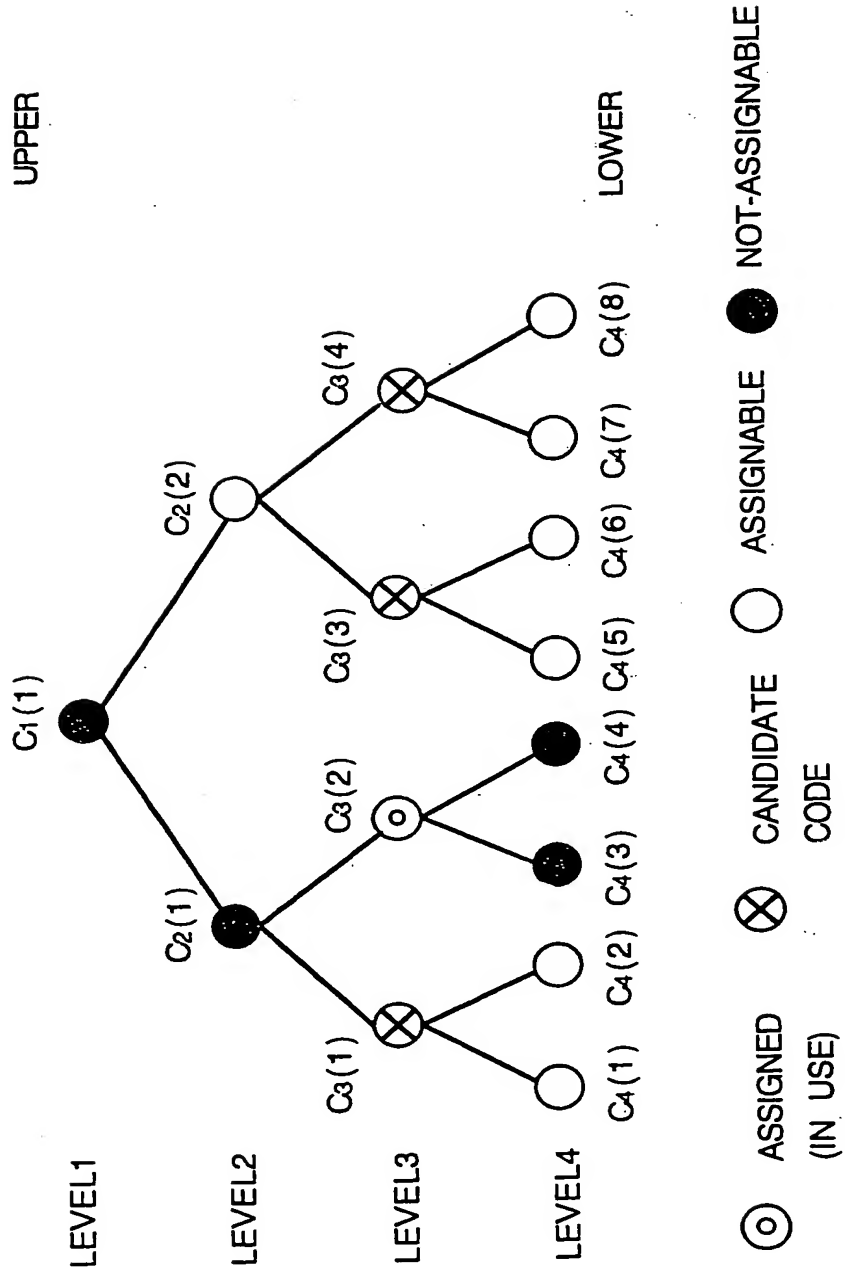 UPPER
C1(1)
LEVEL1
C2(1)
C2(2)
LEVEL2
C3(1)
C3(2)
C3(3)
C3(4)
LEVEL3
LEVEL4
C4(1)
C4(2)
C4(3)
C4(4)
C4(5)
C4(6)
C4(7)
C4(8)
LOWER
ASSIGNED
(IN USE)
CANDIDATE
CODE
ASSIGNABLE
NOT-ASSIGNABLE